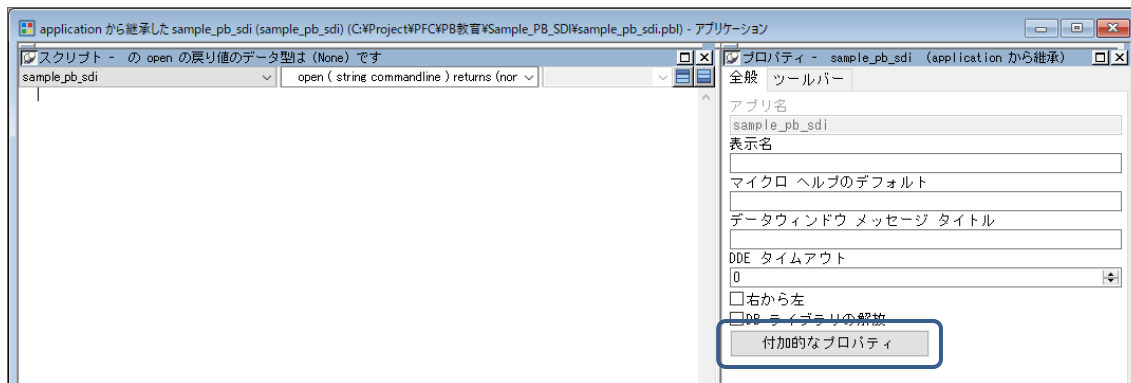 application から継承した sample_pb_sdi (sample_pb_sdi) (C:¥Project¥PFC¥PB教育¥Sample_PB_SDI¥sample_pb_sdi.pbl) - アプリケーション
スクリプト - の open の戻り値のデータ型は (None) です
sample_pb_sdi
open ( string commandline ) returns (nor
プロパティ - sample_pb_sdi (application から継承)
全般 ツールバー
アプリ名
sample_pb_sdi
表示名
マイクロ ヘルプのデフォルト
データウィンドウ メッセージ タイトル
DDE タイムアウト
0
右から左
DB ライブラリの解放
付加的なプロパティ